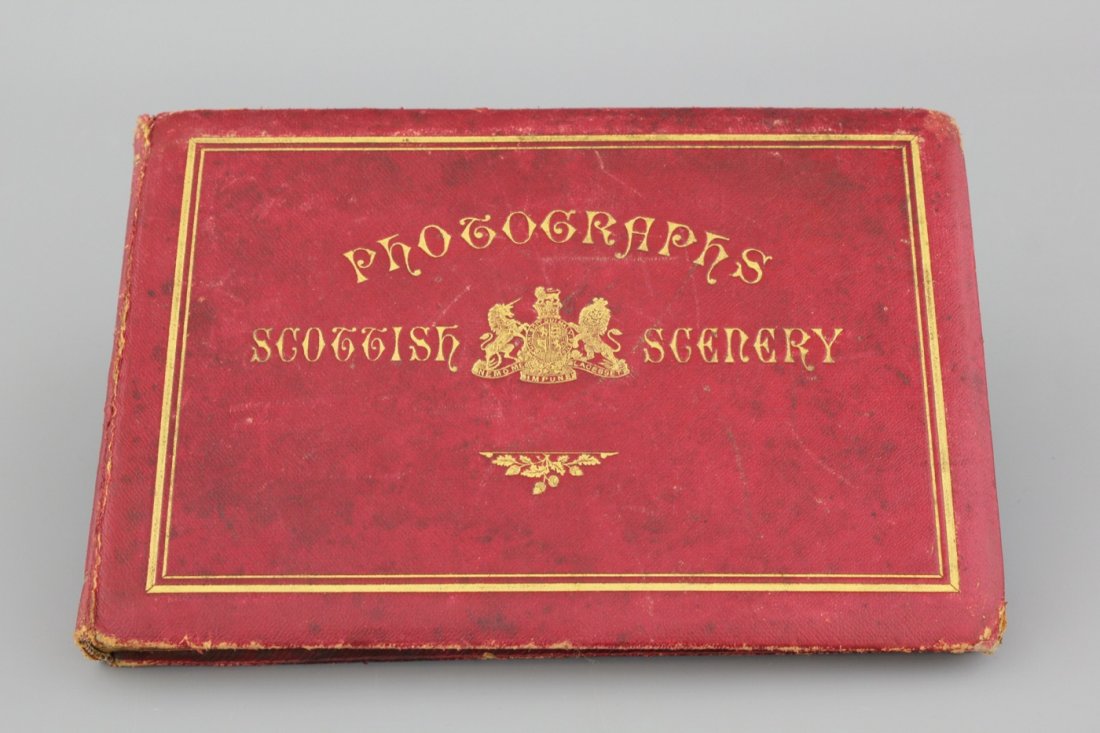 PHOTOGRAPHS
SCOTTISH SCENERY
NEMO ME IMPUNE LACESSET